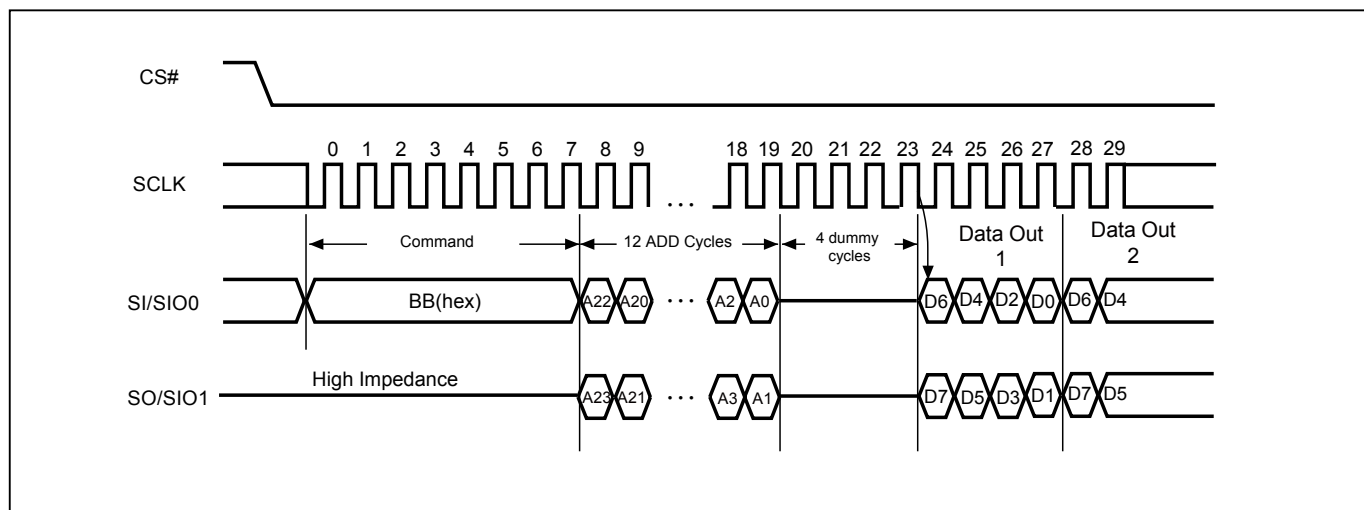 CS#
0 1 2 3 4 5 6 7 8 9 18 19 20 21 22 23 24 25 26 27 28 29
SCLK
...
Command
12 ADD Cycles
4 dummy
cycles
Data Out
1
Data Out
2
SI/SIO0
BB(hex)
A22 A20 ... A2 A0
D6 D4 D2 D0 D6 D4
High Impedance
SO/SIO1
A23 A21 ... A3 A1
D7 D5 D3 D1 D7 D5